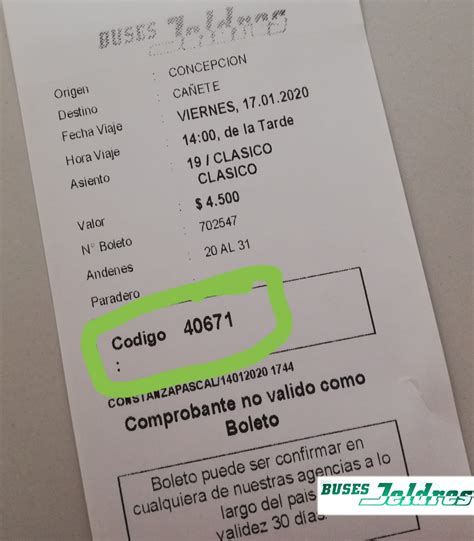 BUSES Jeldres
Origen : CONCEPCION
Destino : CAÑETE
Fecha Viaje : VIERNES, 17.01.2020
Hora Viaje : 14:00, de la Tarde
Asiento : 19 / CLASICO
CLASICO
Valor : $ 4.500
N° Boleto : 702547
Andenes : 20 AL 31
Paradero
Codigo 40671
:
CONSTANZAPASCAL/14012020 1744
Comprobante no valido como
Boleto
Boleto puede ser confirmar en
cualquiera de nuestras agencias a lo
largo del país
validez 30 días
BUSES Jeldres